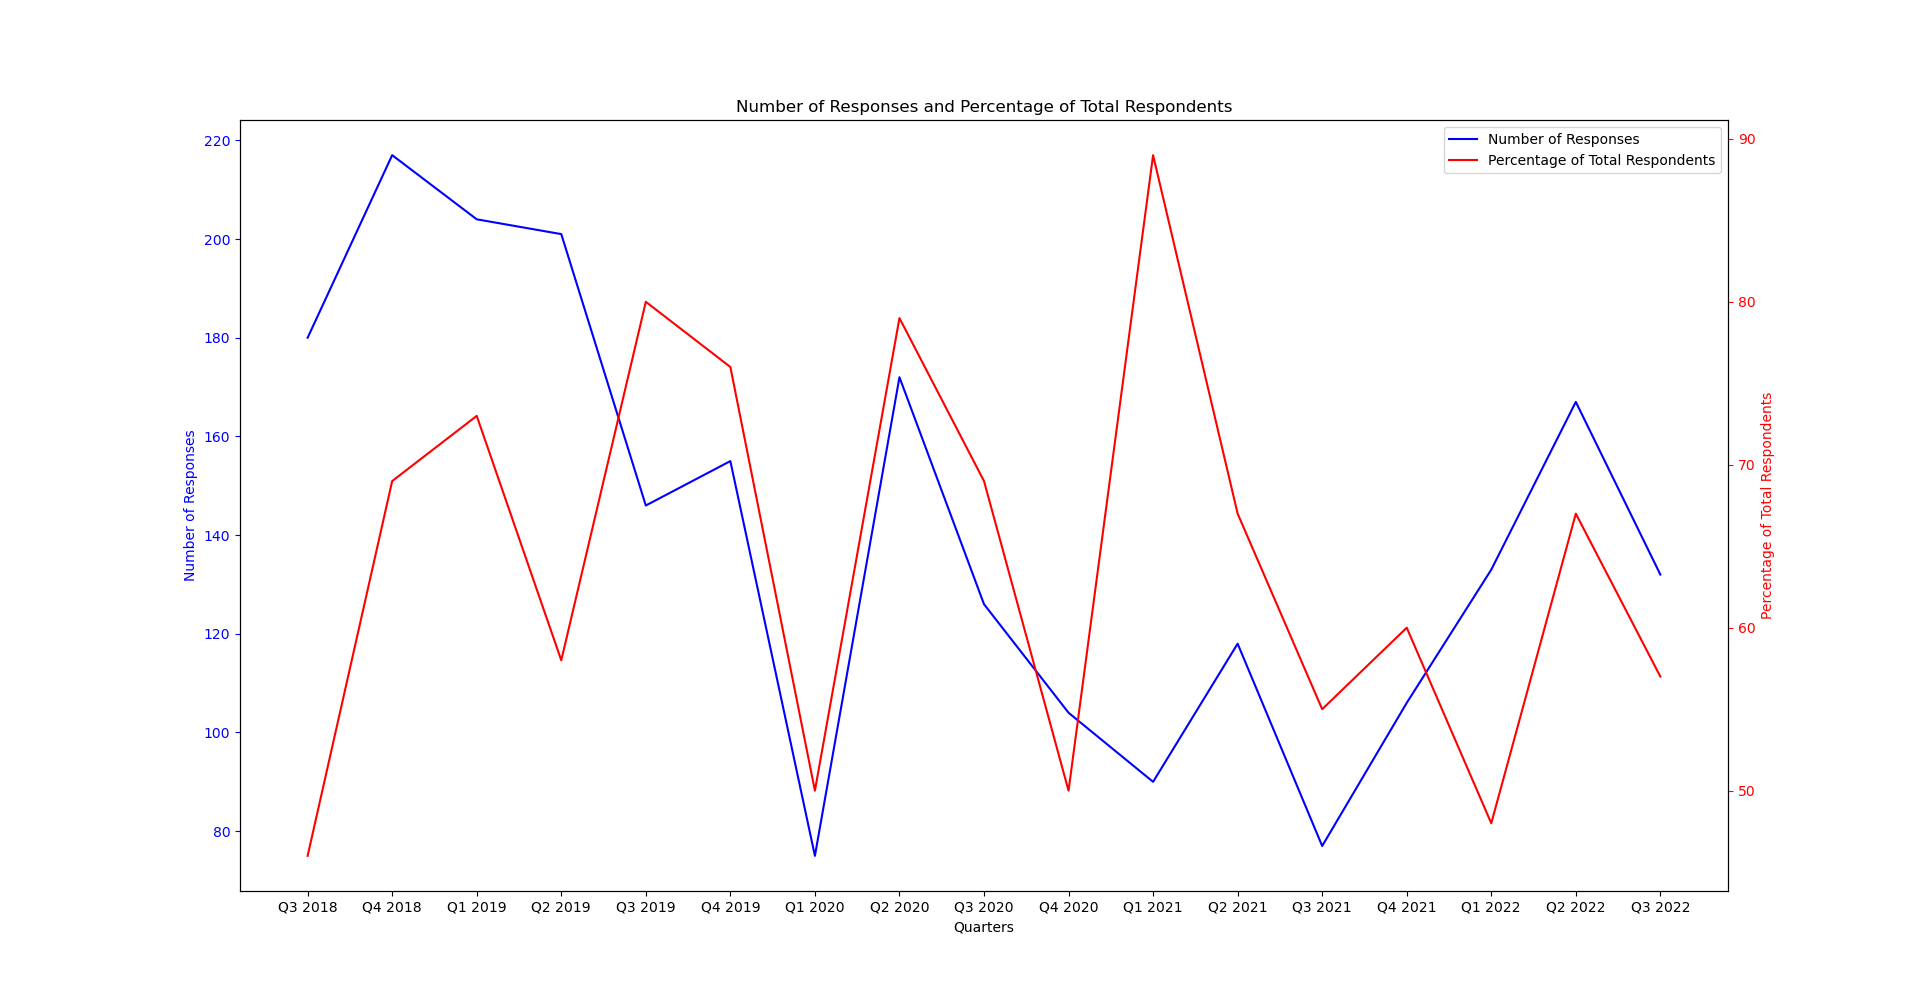 Number of Responses and Percentage of Total Respondents
Number of Responses
Percentage of Total Respondents
220
200
180
160
140
120
100
80
Number of Responses
90
80
70
60
50
Percentage of Total Respondents
Q3 2018 Q4 2018 Q1 2019 Q2 2019 Q3 2019 Q4 2019 Q1 2020 Q2 2020 Q3 2020 Q4 2020 Q1 2021 Q2 2021 Q3 2021 Q4 2021 Q1 2022 Q2 2022 Q3 2022
Quarters